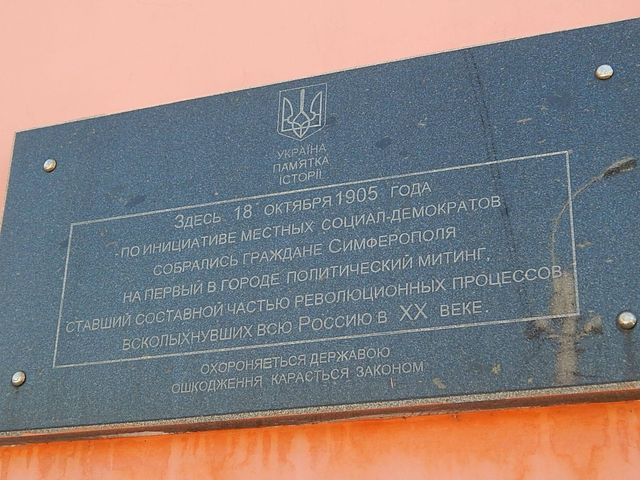 УКРАЇНА
ПАМ'ЯТКА
ІСТОРІЇ
ЗДЕСЬ 18 ОКТЯБРЯ 1905 ГОДА
ПО ИНИЦИАТИВЕ МЕСТНЫХ СОЦИАЛ-ДЕМОКРАТОВ
СОБРАЛИСЬ ГРАЖДАНЕ СИМФЕРОПОЛЯ
НА ПЕРВЫЙ В ГОРОДЕ ПОЛИТИЧЕСКИЙ МИТИНГ,
СТАВШИЙ СОСТАВНОЙ ЧАСТЬЮ РЕВОЛЮЦИОННЫХ ПРОЦЕССОВ,
ВСКОЛЫХНУВШИХ ВСЮ РОССИЮ В XX ВЕКЕ.
ОХОРОНЯЄТЬСЯ ДЕРЖАВОЮ
ОШКОДЖЕННЯ КАРАЄТЬСЯ ЗАКОНОМ